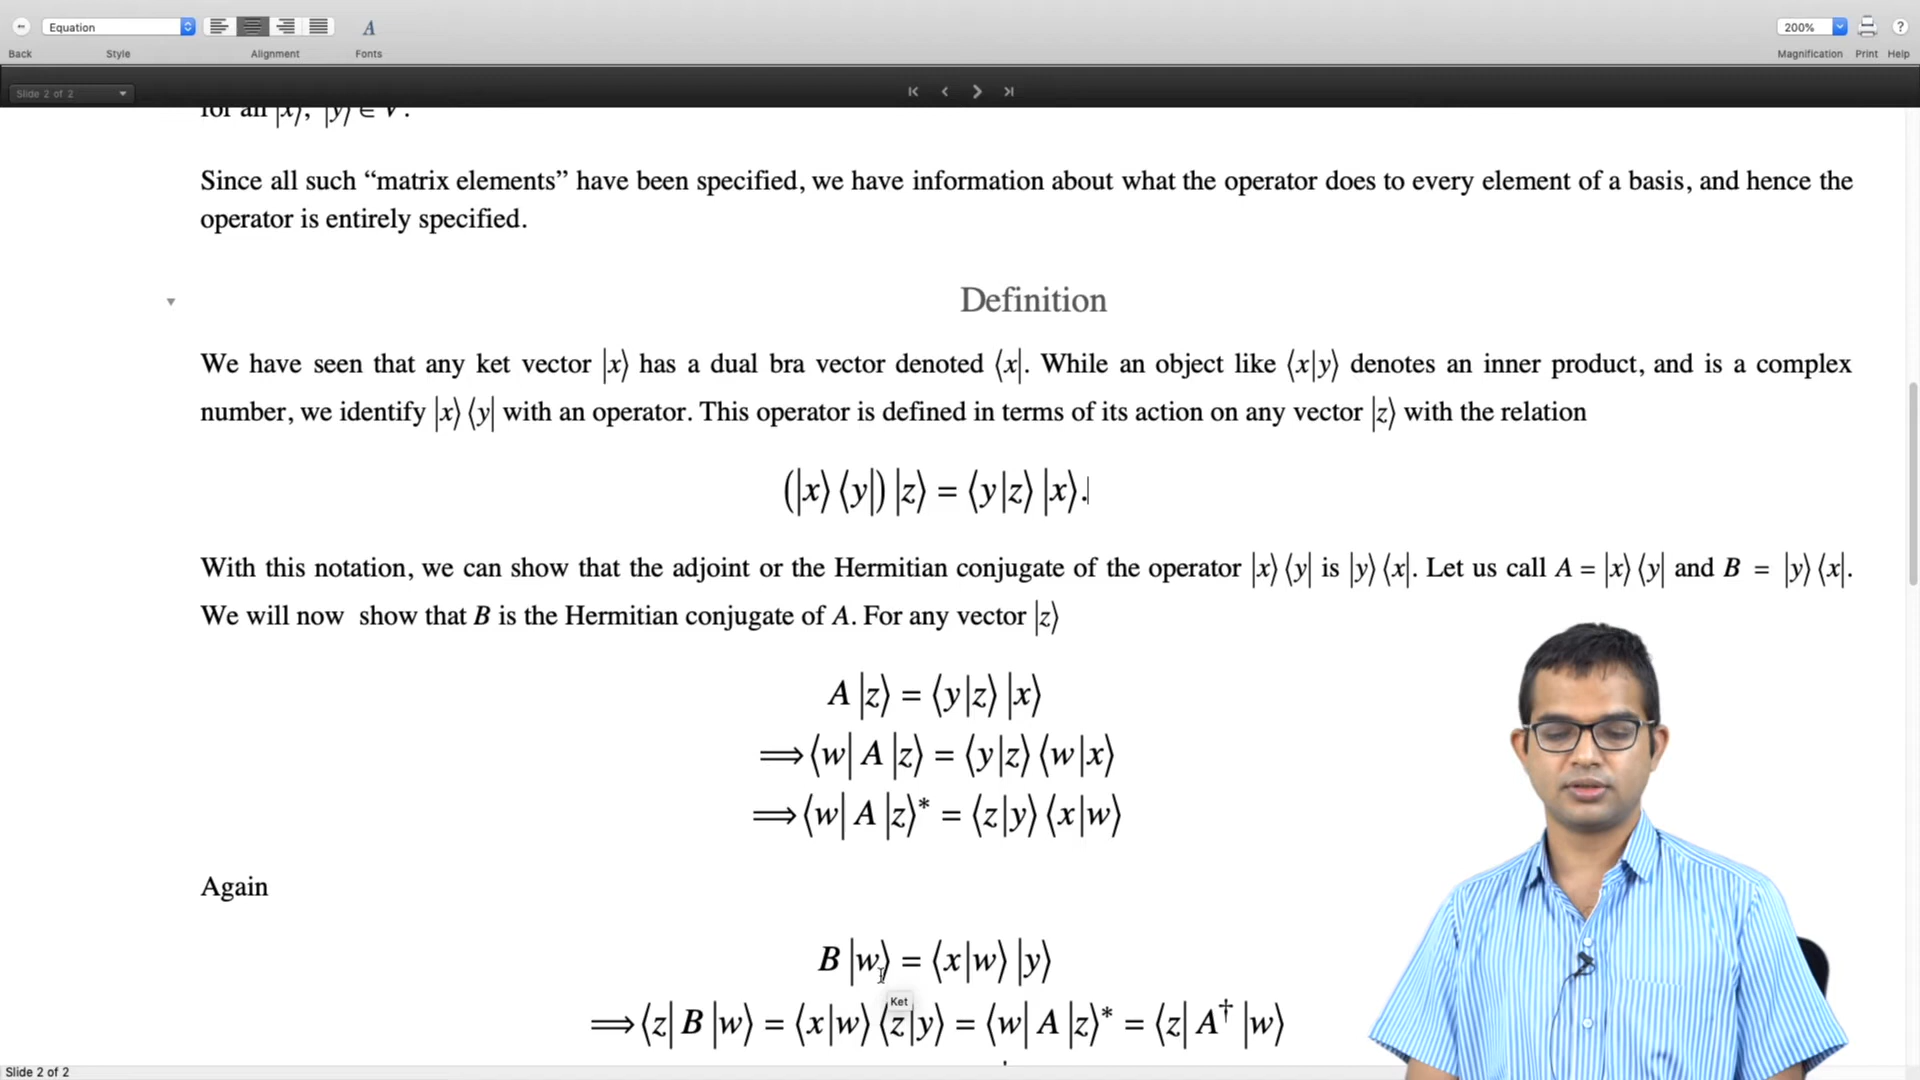 Equation
200%
Back Style Alignment Fonts Magnification Print Help
Slide 2 of 2
for all |x⟩, |y⟩ ∈ V.
Since all such “matrix elements” have been specified, we have information about what the operator does to every element of a basis, and hence the
operator is entirely specified.
Definition
We have seen that any ket vector |x⟩ has a dual bra vector denoted ⟨x|. While an object like ⟨x|y⟩ denotes an inner product, and is a complex
number, we identify |x⟩ ⟨y| with an operator. This operator is defined in terms of its action on any vector |z⟩ with the relation
(|x⟩ ⟨y|) |z⟩ = ⟨y|z⟩ |x⟩.
With this notation, we can show that the adjoint or the Hermitian conjugate of the operator |x⟩ ⟨y| is |y⟩ ⟨x|. Let us call A = |x⟩ ⟨y| and B = |y⟩ ⟨x|.
We will now show that B is the Hermitian conjugate of A. For any vector |z⟩
A |z⟩ = ⟨y|z⟩ |x⟩
⟹ ⟨w| A |z⟩ = ⟨y|z⟩ ⟨w|x⟩
⟹ ⟨w| A |z⟩* = ⟨z|y⟩ ⟨x|w⟩
Again
B |w⟩ = ⟨x|w⟩ |y⟩
Ket
⟹ ⟨z| B |w⟩ = ⟨x|w⟩ ⟨z|y⟩ = ⟨w| A |z⟩* = ⟨z| A† |w⟩
Slide 2 of 2